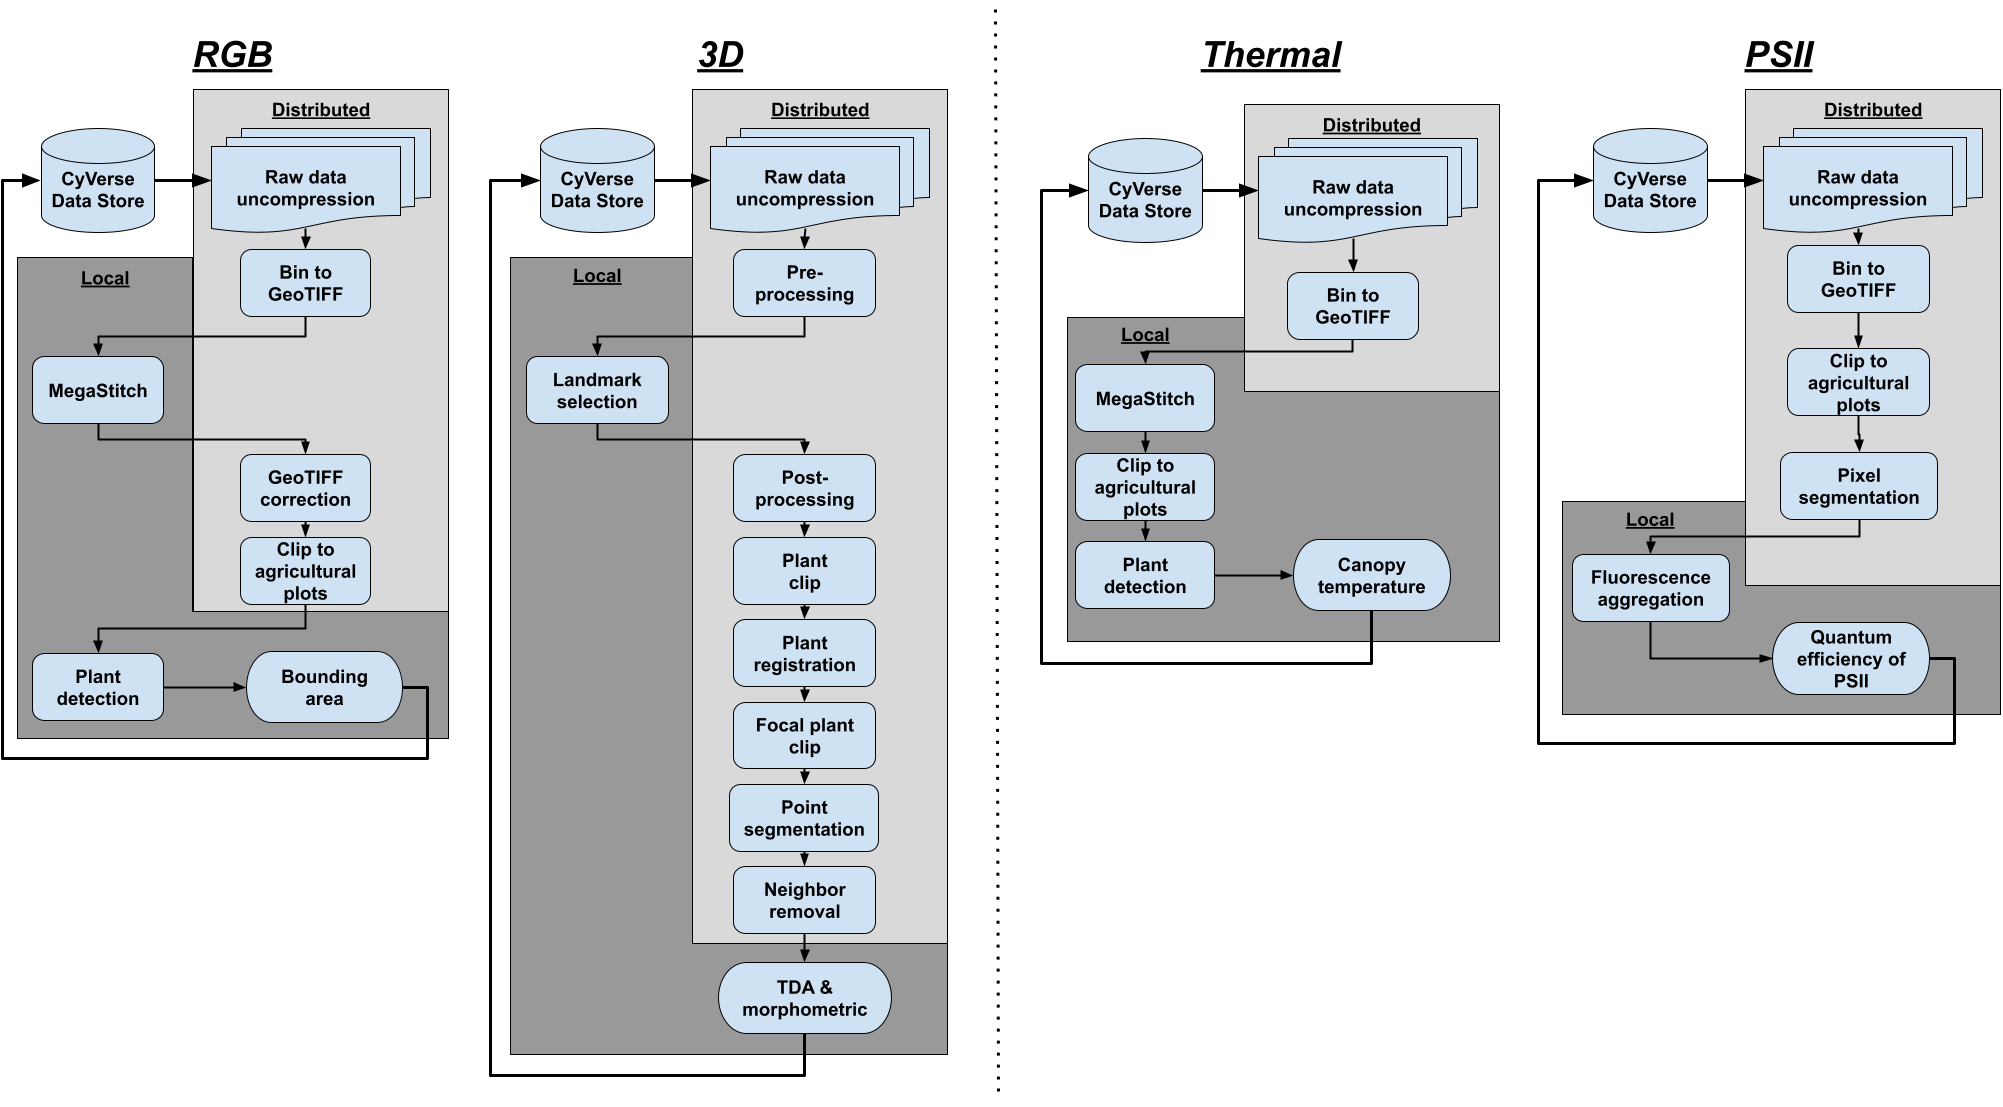 RGB
Distributed
CyVerse
Data Store
Raw data
uncompression
Local
Bin to
GeoTIFF
MegaStitch
GeoTIFF
correction
Clip to
agricultural
plots
Plant
detection
Bounding
area
3D
Distributed
CyVerse
Data Store
Raw data
uncompression
Local
Pre-
processing
Landmark
selection
Post-
processing
Plant
clip
Plant
registration
Focal plant
clip
Point
segmentation
Neighbor
removal
TDA &
morphometric
Thermal
Distributed
CyVerse
Data Store
Raw data
uncompression
Bin to
GeoTIFF
Local
MegaStitch
Clip to
agricultural
plots
Plant
detection
Canopy
temperature
PSII
Distributed
CyVerse
Data Store
Raw data
uncompression
Bin to
GeoTIFF
Clip to
agricultural
plots
Pixel
segmentation
Local
Fluorescence
aggregation
Quantum
efficiency of
PSII